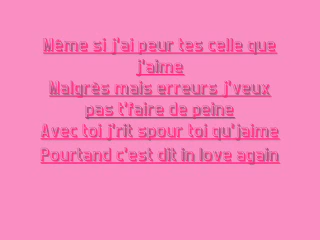 Même si j'ai peur tes celle que
j'aime
Malgrès mais erreurs j'veux
pas t'faire de peine
Avec toi j'rit spour toi qu'jaime
Pourtand c'est dit in love again